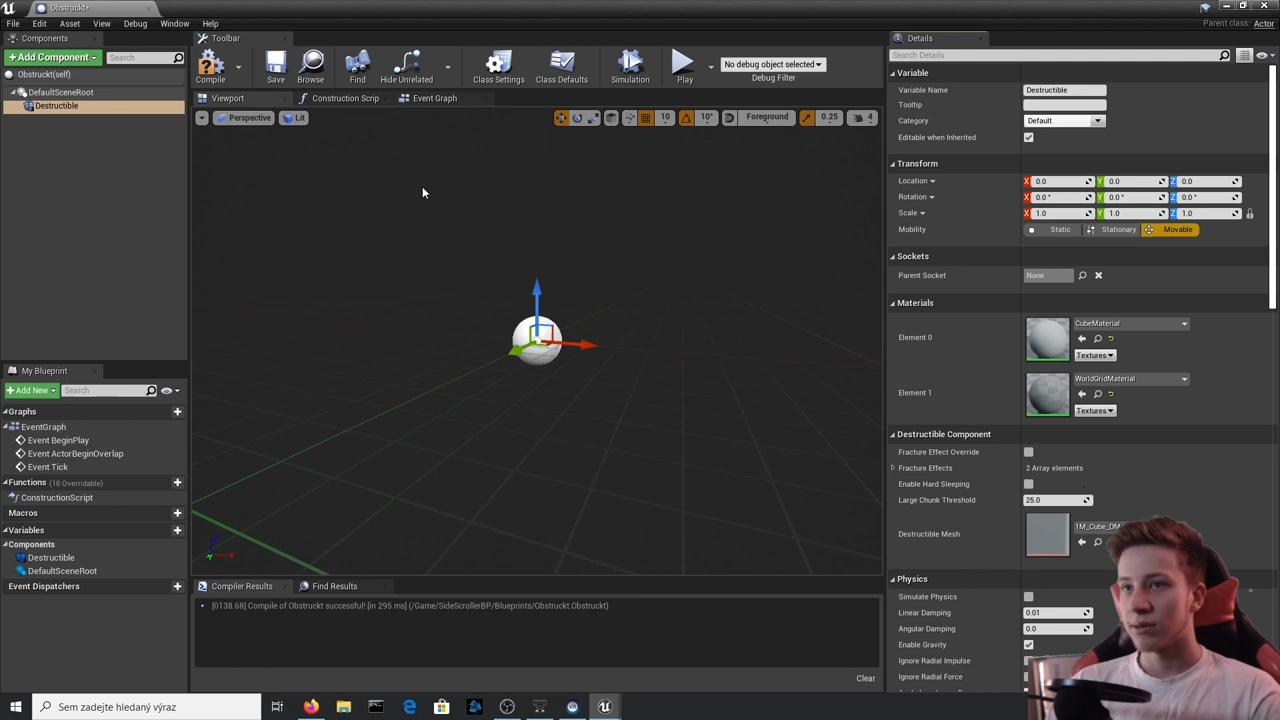 Obstruckt*
File Edit Asset View Debug Window Help
Parent class: Actor
Components
Toolbar
Details
Add Component
Search
Compile
Save
Browse
Find
Hide Unrelated
Class Settings
Class Defaults
Simulation
Play
No debug object selected
Debug Filter
Search Details
Obstruckt(self)
DefaultSceneRoot
Destructible
Viewport
Construction Scrip
Event Graph
Perspective
Lit
10
10°
Foreground
0.25
4
Variable
Variable Name Destructible
Tooltip
Category Default
Editable when Inherited
Transform
Location X 0.0 Y 0.0 Z 0.0
Rotation X 0.0 ° Y 0.0 ° Z 0.0 °
Scale X 1.0 Y 1.0 Z 1.0
Mobility Static Stationary Movable
Sockets
Parent Socket None
Materials
Element 0
CubeMaterial
Textures
Element 1
WorldGridMaterial
Textures
Destructible Component
Fracture Effect Override
Fracture Effects 2 Array elements
Enable Hard Sleeping
Large Chunk Threshold 25.0
Destructible Mesh
1M_Cube_DM
Physics
Simulate Physics
Linear Damping 0.01
Angular Damping 0.0
Enable Gravity
Ignore Radial Impulse
Ignore Radial Force
My Blueprint
Add New
Search
Graphs
EventGraph
Event BeginPlay
Event ActorBeginOverlap
Event Tick
Functions (18 Overridable)
ConstructionScript
Macros
Variables
Components
Destructible
DefaultSceneRoot
Event Dispatchers
Compiler Results
Find Results
[0138.68] Compile of Obstruckt successful! [in 295 ms] (/Game/SideScrollerBP/Blueprints/Obstruckt.Obstruckt)
Clear
Sem zadejte hledaný výraz